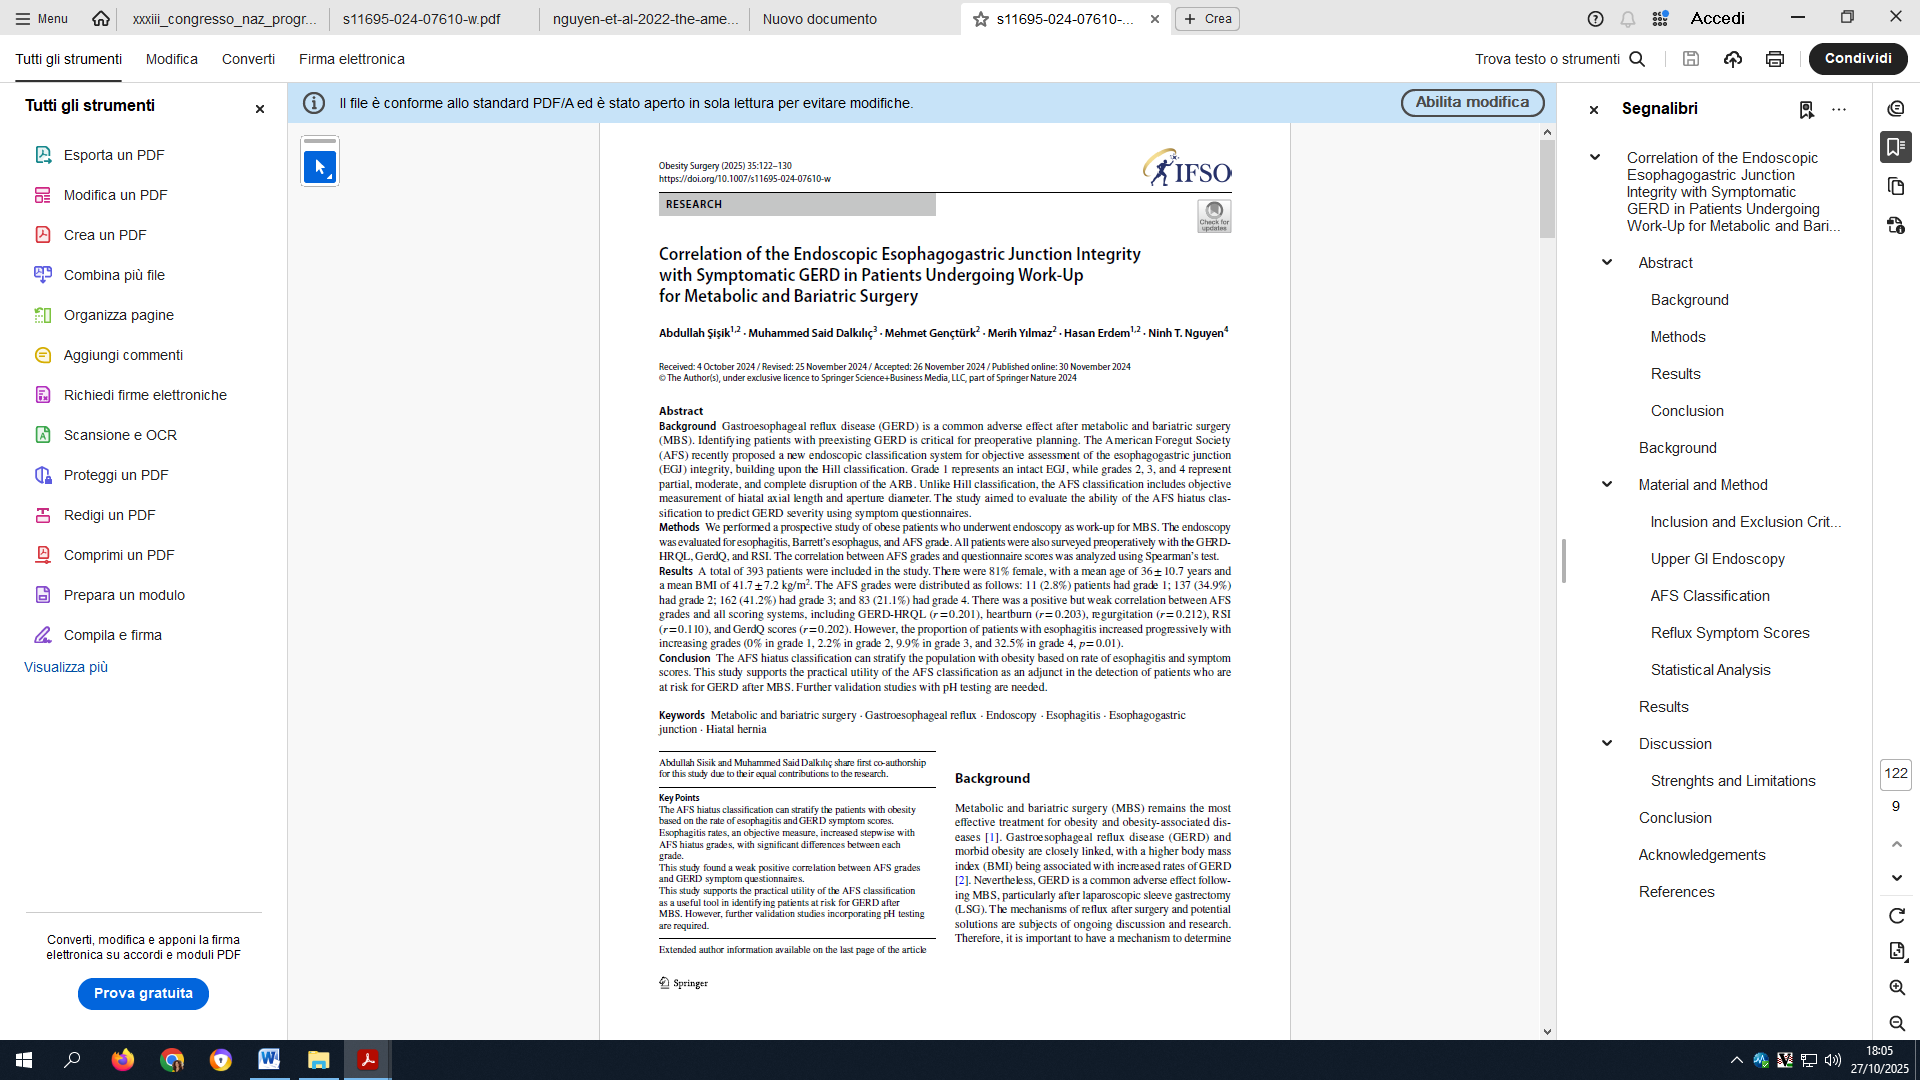 Menu
xxxiii_congresso_naz_progr...
s11695-024-07610-w.pdf
nguyen-et-al-2022-the-ame...
Nuovo documento
s11695-024-07610-...
Crea
Accedi
Tutti gli strumenti
Modifica
Converti
Firma elettronica
Trova testo o strumenti
Condividi
Tutti gli strumenti
Esporta un PDF
Modifica un PDF
Crea un PDF
Combina più file
Organizza pagine
Aggiungi commenti
Richiedi firme elettroniche
Scansione e OCR
Proteggi un PDF
Redigi un PDF
Comprimi un PDF
Prepara un modulo
Compila e firma
Visualizza più
Converti, modifica e apponi la firma
elettronica su accordi e moduli PDF
Prova gratuita
Il file è conforme allo standard PDF/A ed è stato aperto in sola lettura per evitare modifiche.
Abilita modifica
Obesity Surgery (2025) 35:122–130
https://doi.org/10.1007/s11695-024-07610-w
IFSO
RESEARCH
Check for
updates
Correlation of the Endoscopic Esophagogastric Junction Integrity
with Symptomatic GERD in Patients Undergoing Work-Up
for Metabolic and Bariatric Surgery
Abdullah Şişik1,2 · Muhammed Said Dalkılıç3 · Mehmet Gençtürk2 · Merih Yılmaz2 · Hasan Erdem1,2 · Ninh T. Nguyen4
Received: 4 October 2024 / Revised: 25 November 2024 / Accepted: 26 November 2024 / Published online: 30 November 2024
© The Author(s), under exclusive licence to Springer Science+Business Media, LLC, part of Springer Nature 2024
Abstract
Background Gastroesophageal reflux disease (GERD) is a common adverse effect after metabolic and bariatric surgery
(MBS). Identifying patients with preexisting GERD is critical for preoperative planning. The American Foregut Society
(AFS) recently proposed a new endoscopic classification system for objective assessment of the esophagogastric junction
(EGJ) integrity, building upon the Hill classification. Grade 1 represents an intact EGJ, while grades 2, 3, and 4 represent
partial, moderate, and complete disruption of the ARB. Unlike Hill classification, the AFS classification includes objective
measurement of hiatal axial length and aperture diameter. The study aimed to evaluate the ability of the AFS hiatus clas-
sification to predict GERD severity using symptom questionnaires.
Methods We performed a prospective study of obese patients who underwent endoscopy as work-up for MBS. The endoscopy
was evaluated for esophagitis, Barrett's esophagus, and AFS grade. All patients were also surveyed preoperatively with the GERD-
HRQL, GerdQ, and RSI. The correlation between AFS grades and questionnaire scores was analyzed using Spearman's test.
Results A total of 393 patients were included in the study. There were 81% female, with a mean age of 36±10.7 years and
a mean BMI of 41.7±7.2 kg/m2. The AFS grades were distributed as follows: 11 (2.8%) patients had grade 1; 137 (34.9%)
had grade 2; 162 (41.2%) had grade 3; and 83 (21.1%) had grade 4. There was a positive but weak correlation between AFS
grades and all scoring systems, including GERD-HRQL (r=0.201), heartburn (r=0.203), regurgitation (r=0.212), RSI
(r=0.110), and GerdQ scores (r=0.202). However, the proportion of patients with esophagitis increased progressively with
increasing grades (0% in grade 1, 2.2% in grade 2, 9.9% in grade 3, and 32.5% in grade 4, p=0.01).
Conclusion The AFS hiatus classification can stratify the population with obesity based on rate of esophagitis and symptom
scores. This study supports the practical utility of the AFS classification as an adjunct in the detection of patients who are
at risk for GERD after MBS. Further validation studies with pH testing are needed.
Keywords Metabolic and bariatric surgery · Gastroesophageal reflux · Endoscopy · Esophagitis · Esophagogastric
junction · Hiatal hernia
Abdullah Sisik and Muhammed Said Dalkılıç share first co-authorship
for this study due to their equal contributions to the research.
Key Points
The AFS hiatus classification can stratify the patients with obesity
based on the rate of esophagitis and GERD symptom scores.
Esophagitis rates, an objective measure, increased stepwise with
AFS hiatus grades, with significant differences between each
grade.
This study found a weak positive correlation between AFS grades
and GERD symptom questionnaires.
This study supports the practical utility of the AFS classification
as a useful tool in identifying patients at risk for GERD after
MBS. However, further validation studies incorporating pH testing
are required.
Extended author information available on the last page of the article
Springer
Background
Metabolic and bariatric surgery (MBS) remains the most
effective treatment for obesity and obesity-associated dis-
eases [1]. Gastroesophageal reflux disease (GERD) and
morbid obesity are closely linked, with a higher body mass
index (BMI) being associated with increased rates of GERD
[2]. Nevertheless, GERD is a common adverse effect follow-
ing MBS, particularly after laparoscopic sleeve gastrectomy
(LSG). The mechanisms of reflux after surgery and potential
solutions are subjects of ongoing discussion and research.
Therefore, it is important to have a mechanism to determine
Segnalibri
Correlation of the Endoscopic
Esophagogastric Junction
Integrity with Symptomatic
GERD in Patients Undergoing
Work-Up for Metabolic and Bari...
Abstract
Background
Methods
Results
Conclusion
Background
Material and Method
Inclusion and Exclusion Crit...
Upper GI Endoscopy
AFS Classification
Reflux Symptom Scores
Statistical Analysis
Results
Discussion
Strenghts and Limitations
Conclusion
Acknowledgements
References
122
9
18:05
27/10/2025